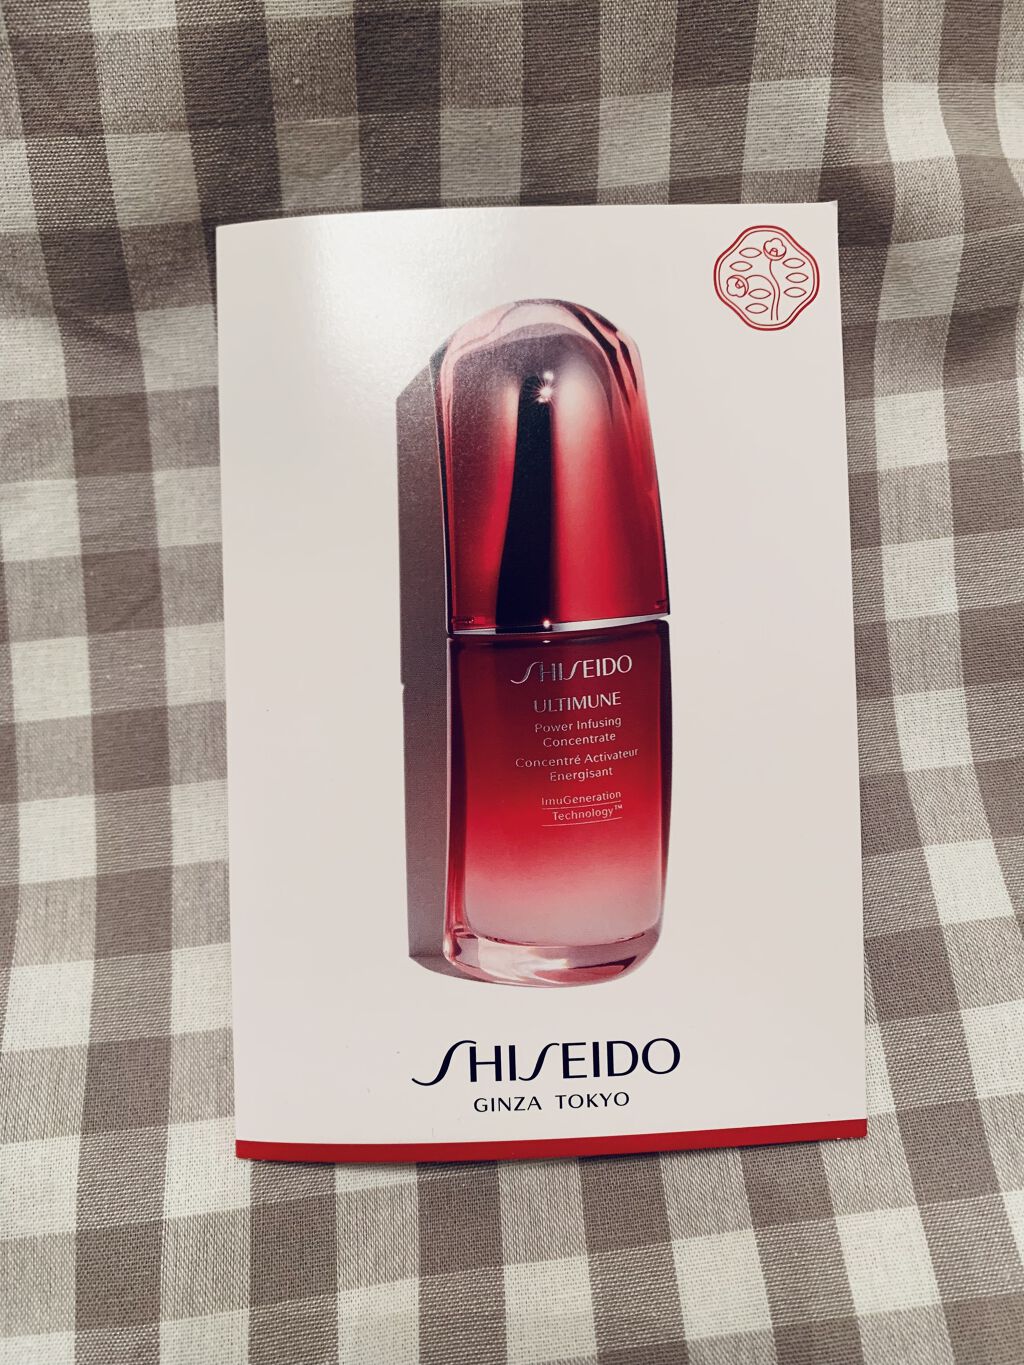 SHISEIDO
ULTIMUNE
Power Infusing
Concentrate
Concentré Activateur
Energisant
ImuGeneration
Technology™
SHISEIDO
GINZA TOKYO